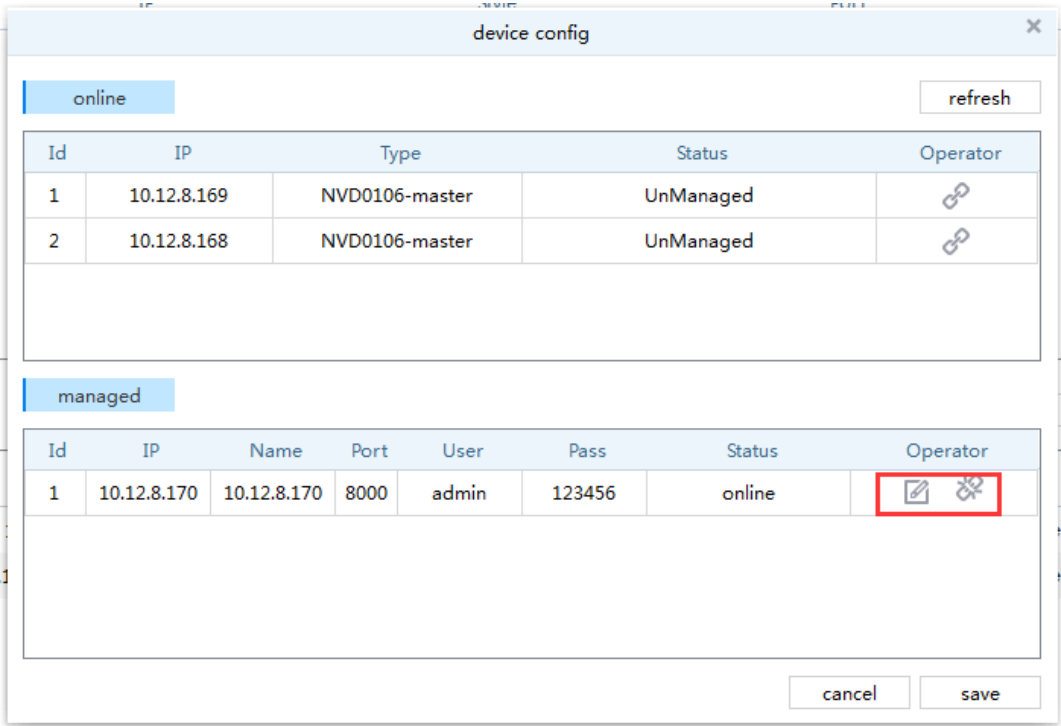 device config
online refresh
Id IP Type Status Operator
1 10.12.8.169 NVD0106-master UnManaged
2 10.12.8.168 NVD0106-master UnManaged
managed
Id IP Name Port User Pass Status Operator
1 10.12.8.170 10.12.8.170 8000 admin 123456 online
cancel save